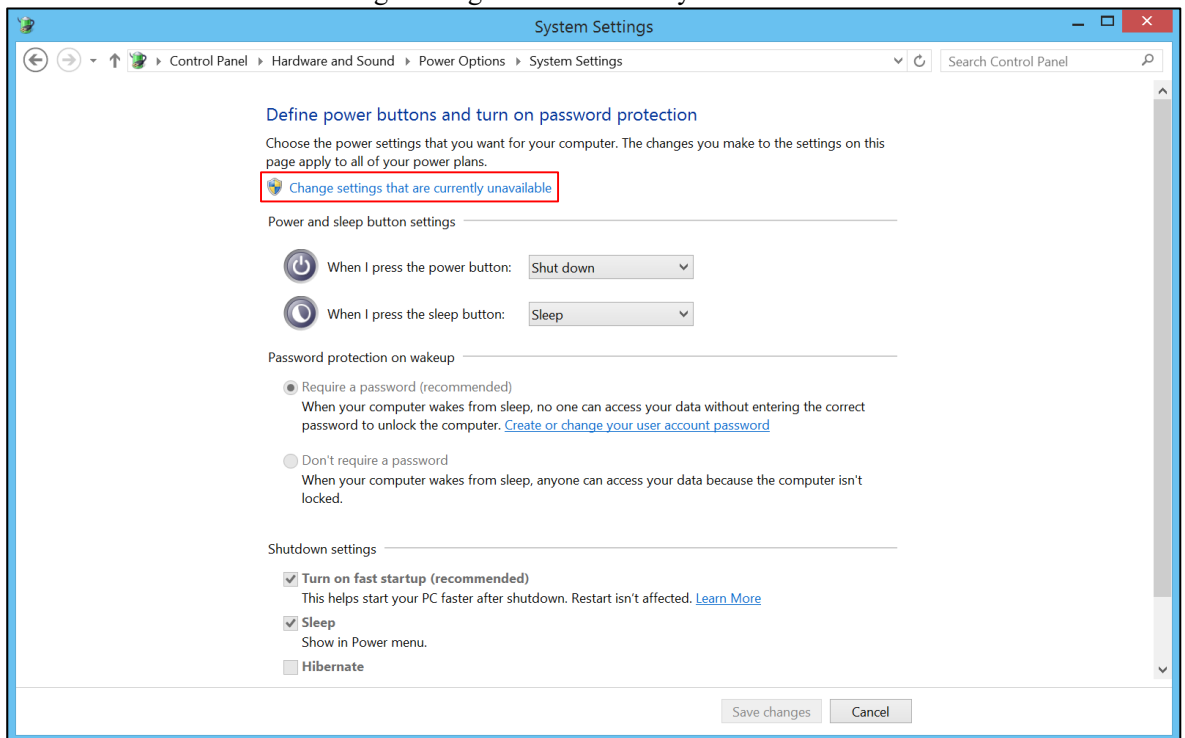 System Settings
Control Panel Hardware and Sound Power Options System Settings
Search Control Panel
Define power buttons and turn on password protection
Choose the power settings that you want for your computer. The changes you make to the settings on this
page apply to all of your power plans.
Change settings that are currently unavailable
Power and sleep button settings
When I press the power button: Shut down
When I press the sleep button: Sleep
Password protection on wakeup
Require a password (recommended)
When your computer wakes from sleep, no one can access your data without entering the correct
password to unlock the computer. Create or change your user account password
Don't require a password
When your computer wakes from sleep, anyone can access your data because the computer isn't
locked.
Shutdown settings
Turn on fast startup (recommended)
This helps start your PC faster after shutdown. Restart isn't affected. Learn More
Sleep
Show in Power menu.
Hibernate
Save changes Cancel